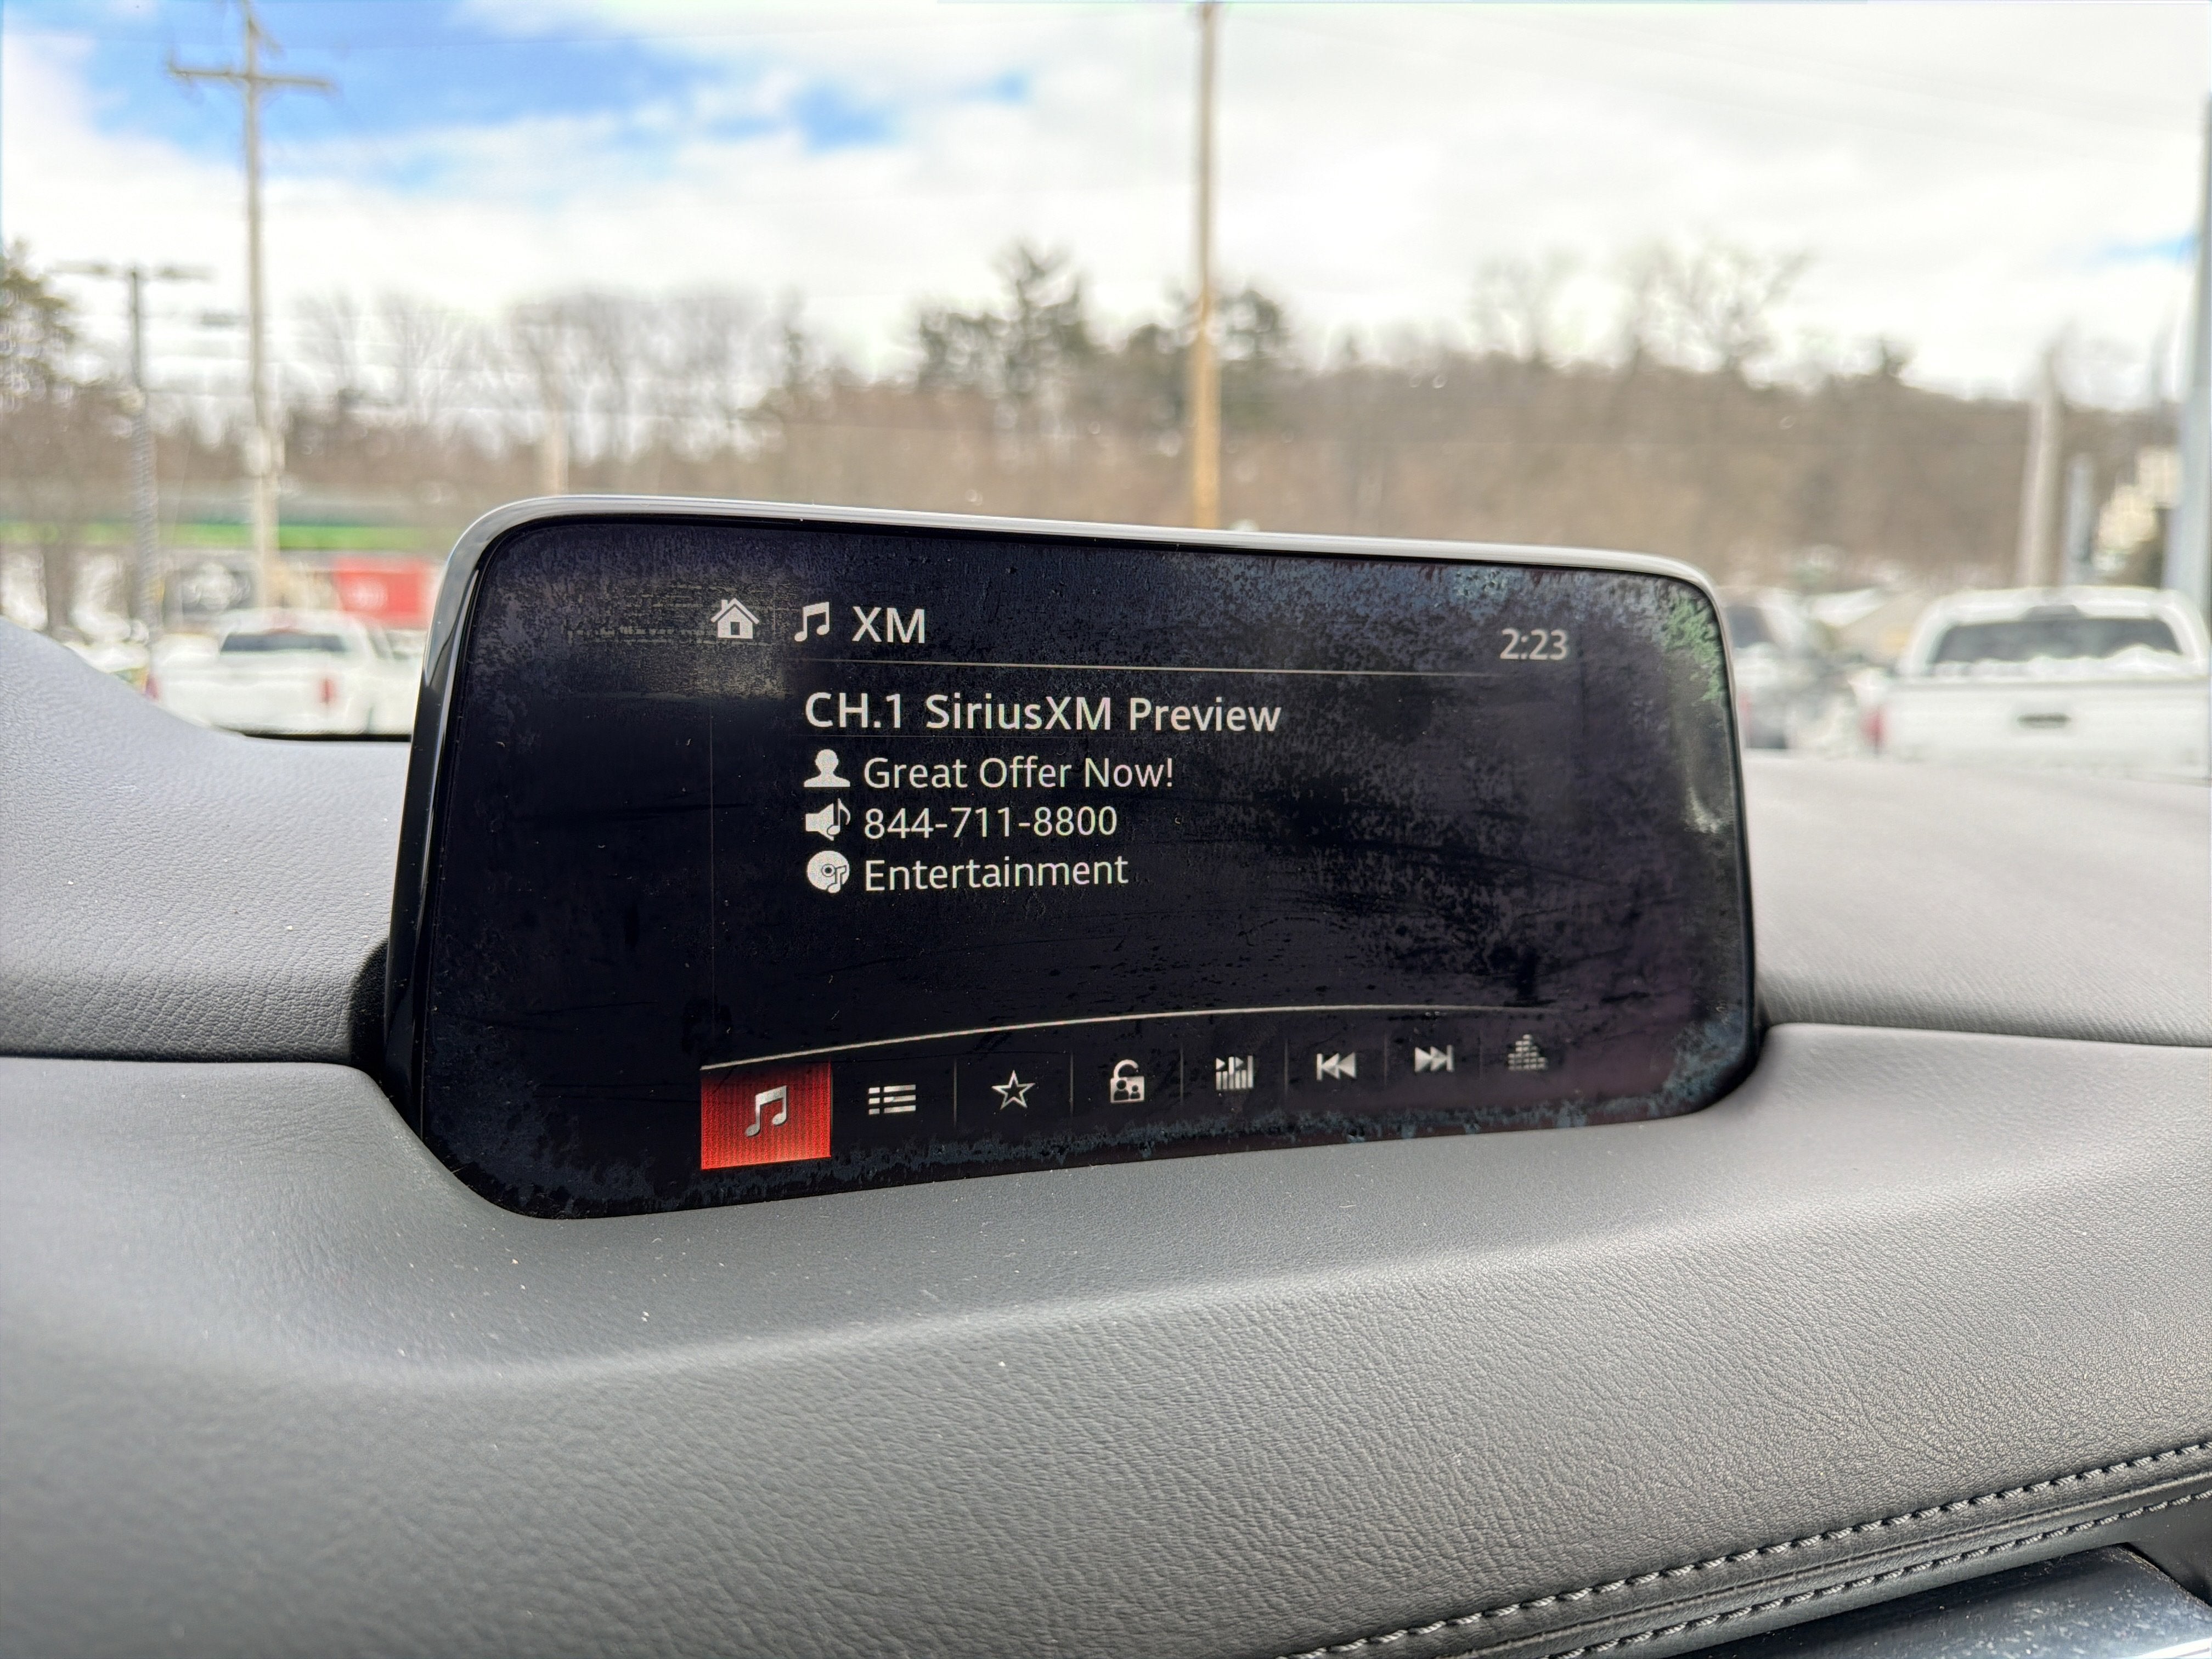 XM
2:23
CH.1 SiriusXM Preview
Great Offer Now!
844-711-8800
Entertainment